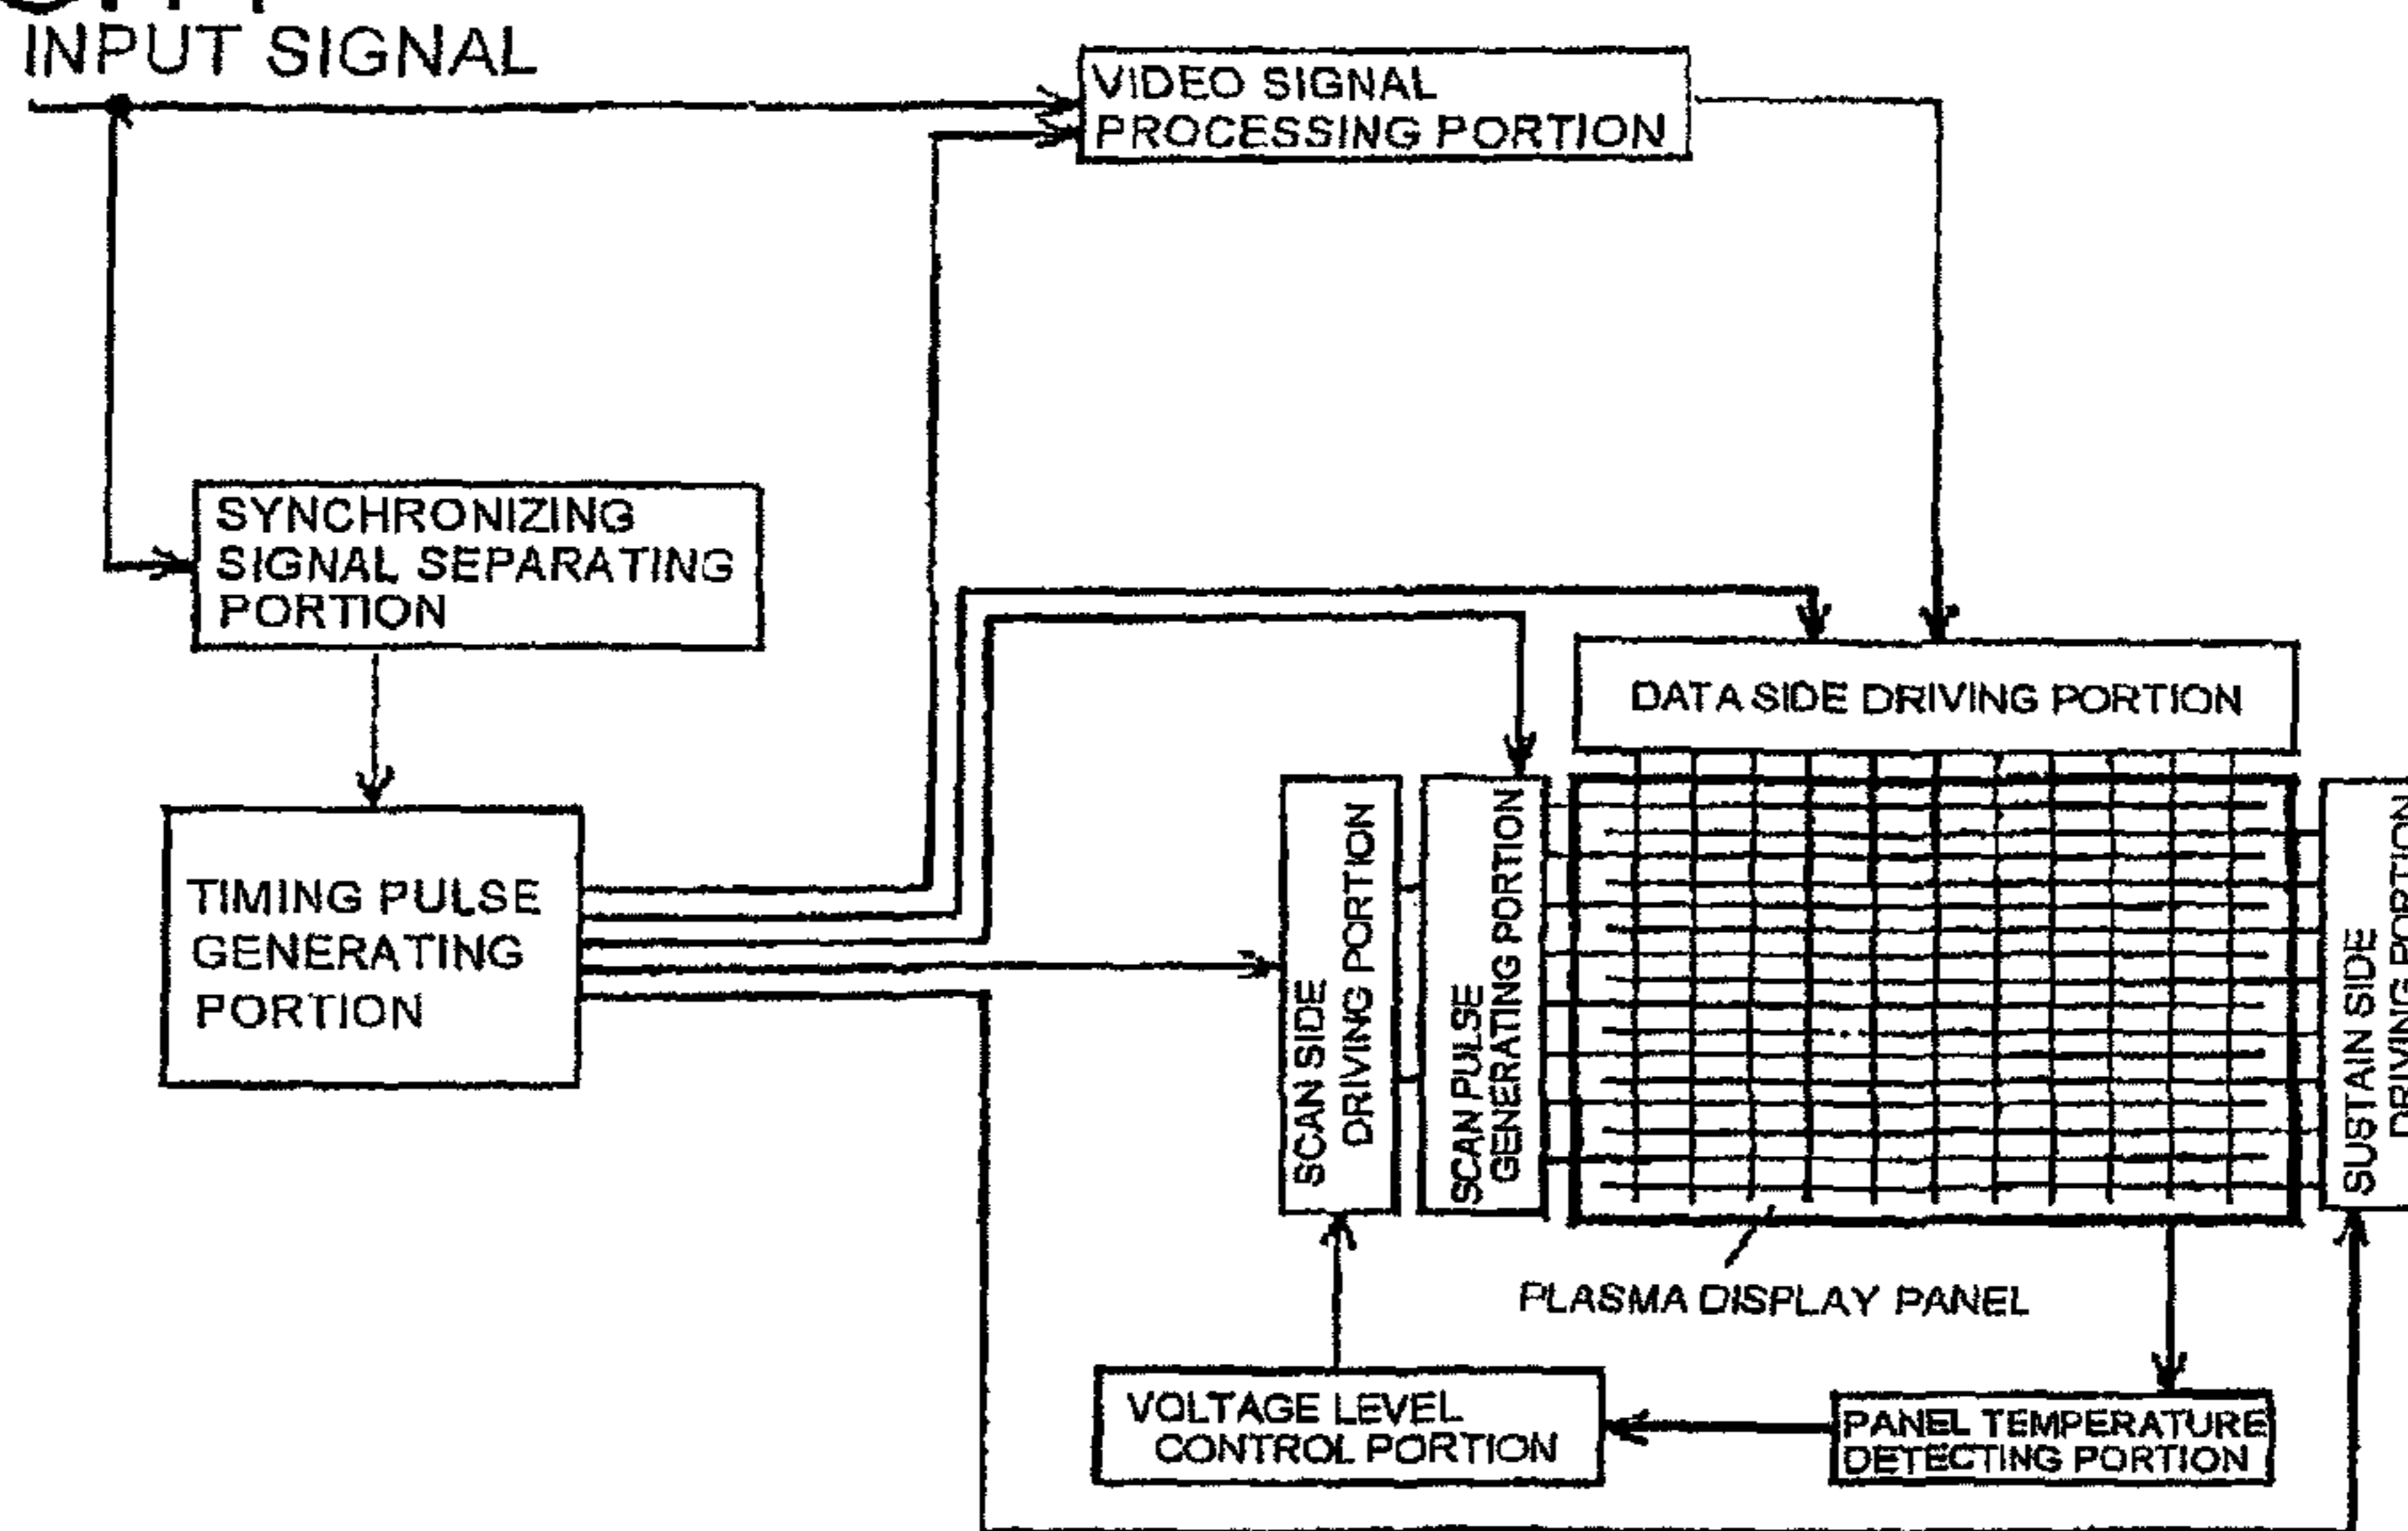 INPUT SIGNAL
VIDEO SIGNAL
PROCESSING PORTION
SYNCHRONIZING
SIGNAL SEPARATING
PORTION
DATA SIDE DRIVING PORTION
TIMING PULSE
GENERATING
PORTION
SCAN SIDE
DRIVING PORTION
SCAN PULSE
GENERATING PORTION
SUSTAIN SIDE
DRIVING PORTION
PLASMA DISPLAY PANEL
VOLTAGE LEVEL
CONTROL PORTION
PANEL TEMPERATURE
DETECTING PORTION